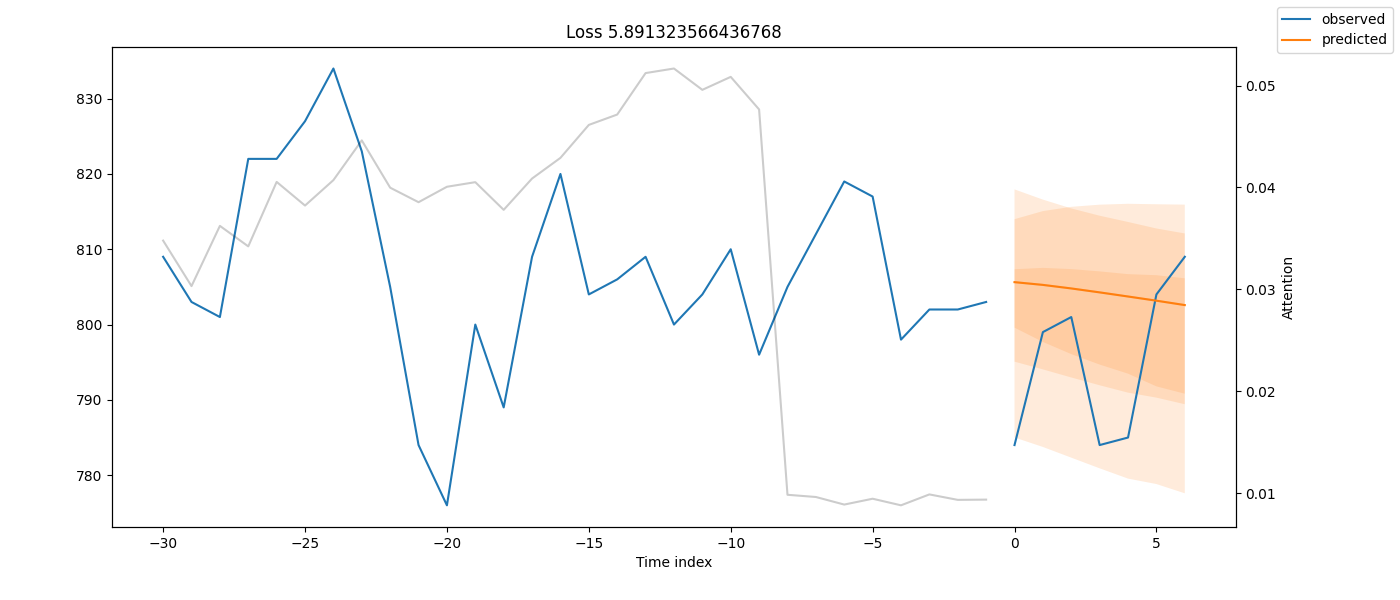 Loss 5.891323566436768
observed
predicted
830
820
810
800
790
780
0.05
0.04
0.03
0.02
0.01
Attention
−30 −25 −20 −15 −10 −5 0 5
Time index